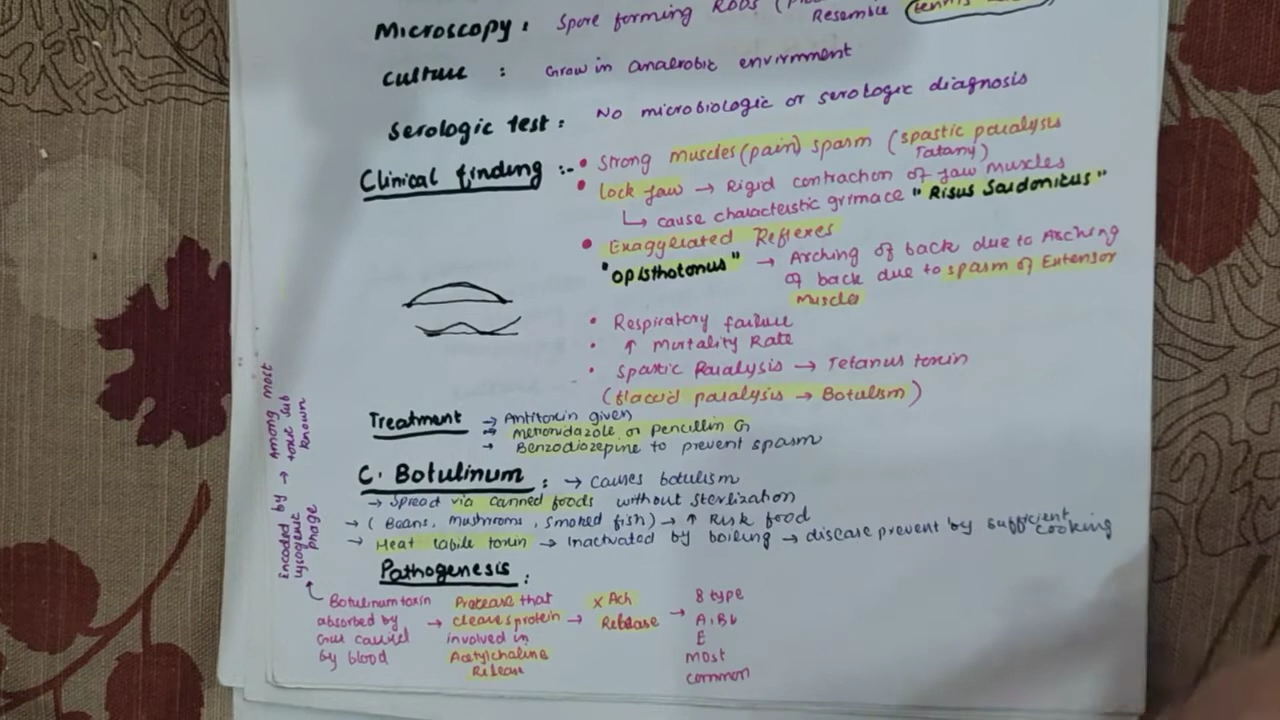 Microscopy: Spore forming Rods
Resemble tennis
Culture : Grow in anaerobic envirnment
Serologic test: No microbiologic or serologic diagnosis
Clinical finding :- • Strong muscles (pain) spasm (spastic paralysis
Tatany)
• Lock Jaw → Rigid contraction of Jaw muscles
↳ cause characteristic grimace "Risus Sardonicus"
• Exaggerated Reflexes
"Opisthotonus" → Arching of back due to Arching
of back due to spasm of Extensor
muscles
• Respiratory failure
• ↑ Mortality Rate
• Spastic Paralysis → Tetanus toxin
(flaccid paralysis → Botulism)
Treatment → Antitoxin given
→ Metronidazole or Pencillin G
→ Benzodiazepine to prevent spasm
C. Botulinum : → causes botulism
→ Spread via canned foods without sterlization
→ (Beans, mushrooms, smoked fish) → ↑ Risk food
→ Heat labile toxin → Inactivated by boiling → disease prevent by sufficient
cooking
Pathogenesis :
Botulinum toxin
absorbed by
Gut carried
by blood
→ Protease that
cleaves protein
involved in
Acetylcholine
Release
→ x Ach
Release
→ 8 type
A, B &
E
most
common
Encoded by → Among most
lysogenic toxic sub
phage known